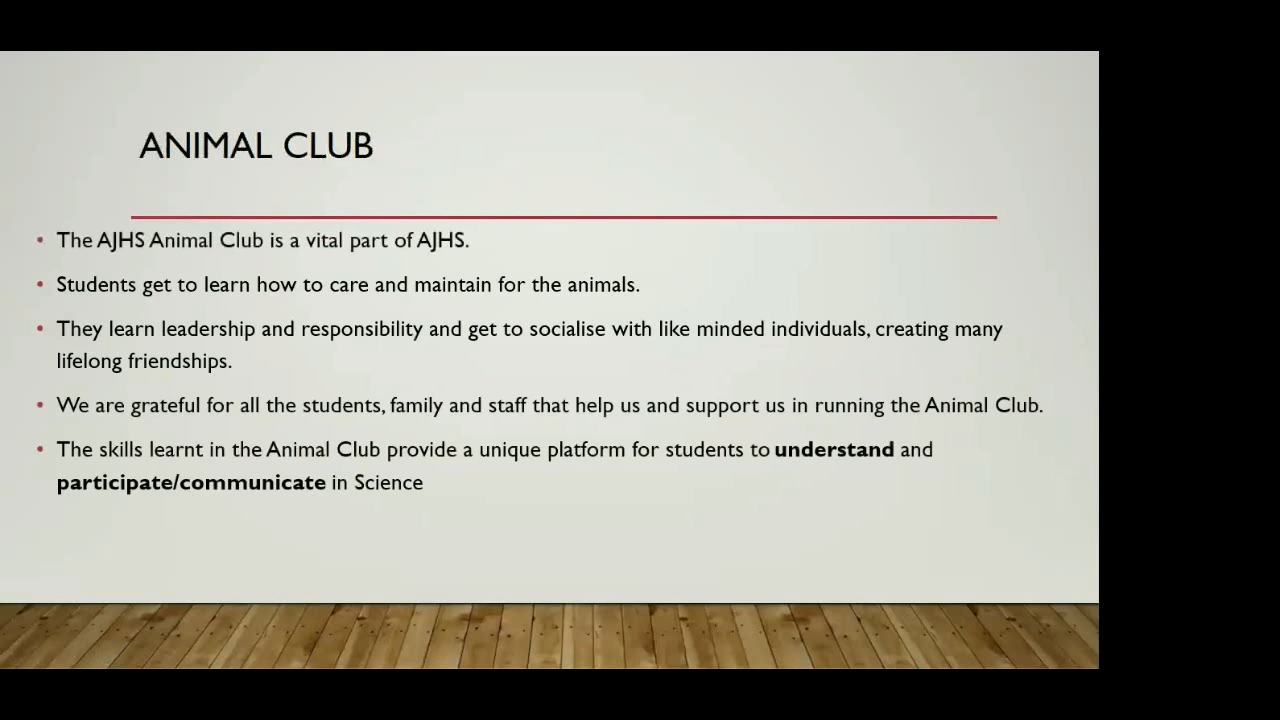 ANIMAL CLUB
• The AJHS Animal Club is a vital part of AJHS.
• Students get to learn how to care and maintain for the animals.
• They learn leadership and responsibility and get to socialise with like minded individuals, creating many
lifelong friendships.
• We are grateful for all the students, family and staff that help us and support us in running the Animal Club.
• The skills learnt in the Animal Club provide a unique platform for students to understand and
participate/communicate in Science